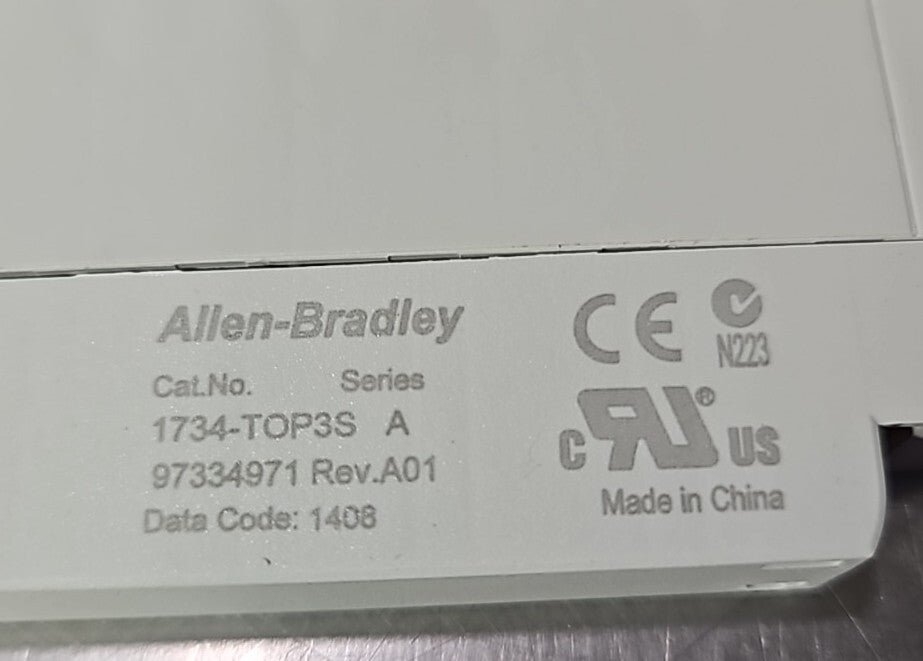 Allen-Bradley
Cat.No. Series
1734-TOP3S A
97334971 Rev.A01
Data Code: 1408
CE
N223
c RU® US
Made in China